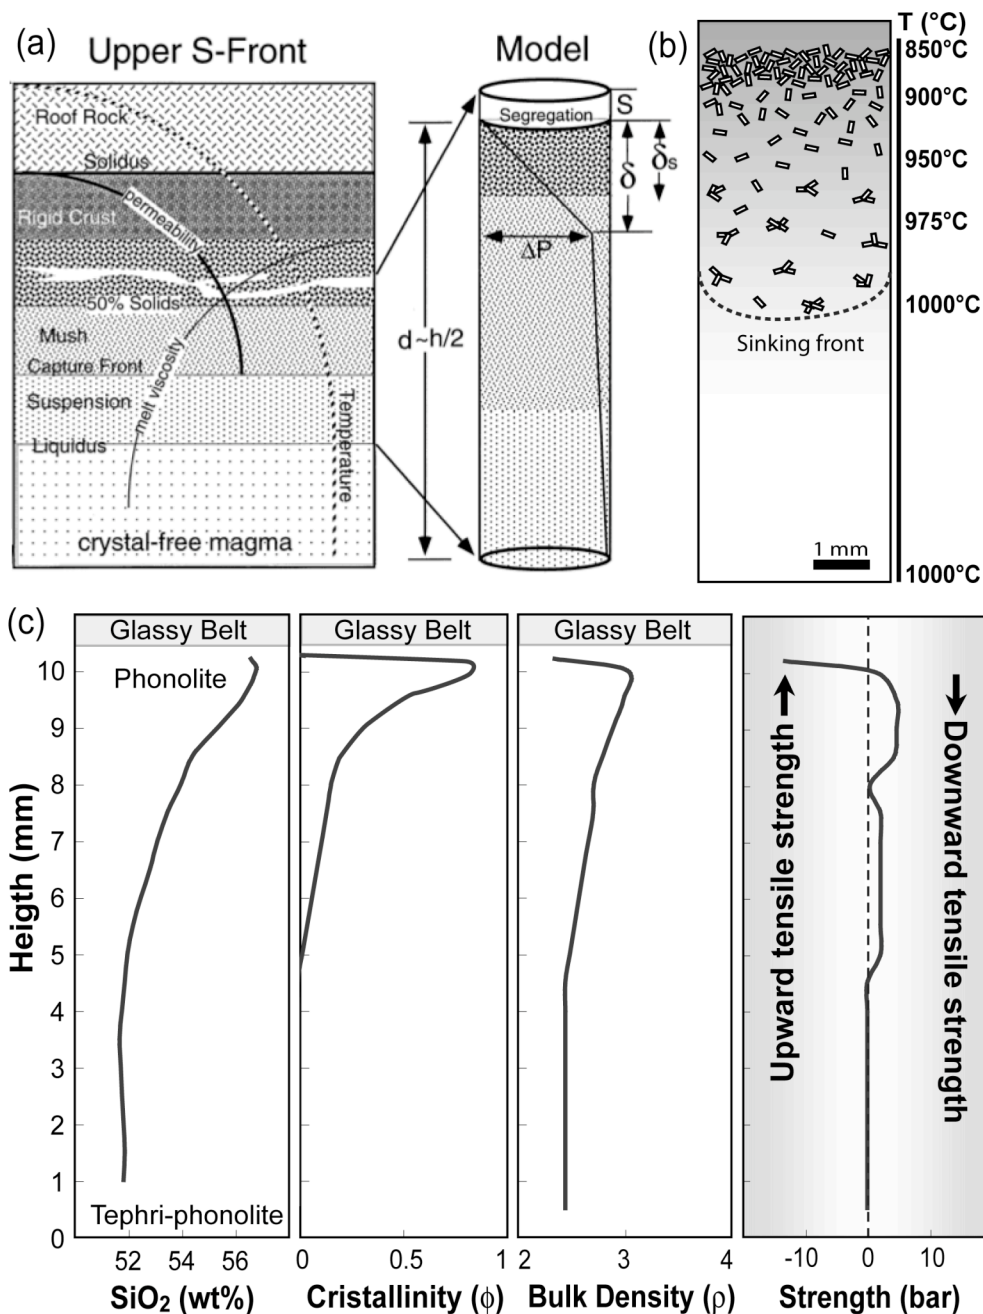 (a)
Upper S-Front
Roof Rock
Solidus
Rigid Crust
permeability
50% Solids
Mush
Capture Front
melt viscosity
Suspension
Liquidus
Temperature
crystal-free magma
Model
S
Segregation
δ
δs
ΔP
d~h/2
(b)
T (°C)
850°C
900°C
950°C
975°C
1000°C
Sinking front
1 mm
1000°C
(c)
Heigth (mm)
10
9
8
7
6
5
4
3
2
1
0
Glassy Belt
Phonolite
Tephri-phonolite
52
54
56
SiO2 (wt%)
Glassy Belt
0
0.5
1
Cristallinity (ϕ)
Glassy Belt
2
3
4
Bulk Density (ρ)
Upward tensile strength
Downward tensile strength
-10
0
10
Strength (bar)